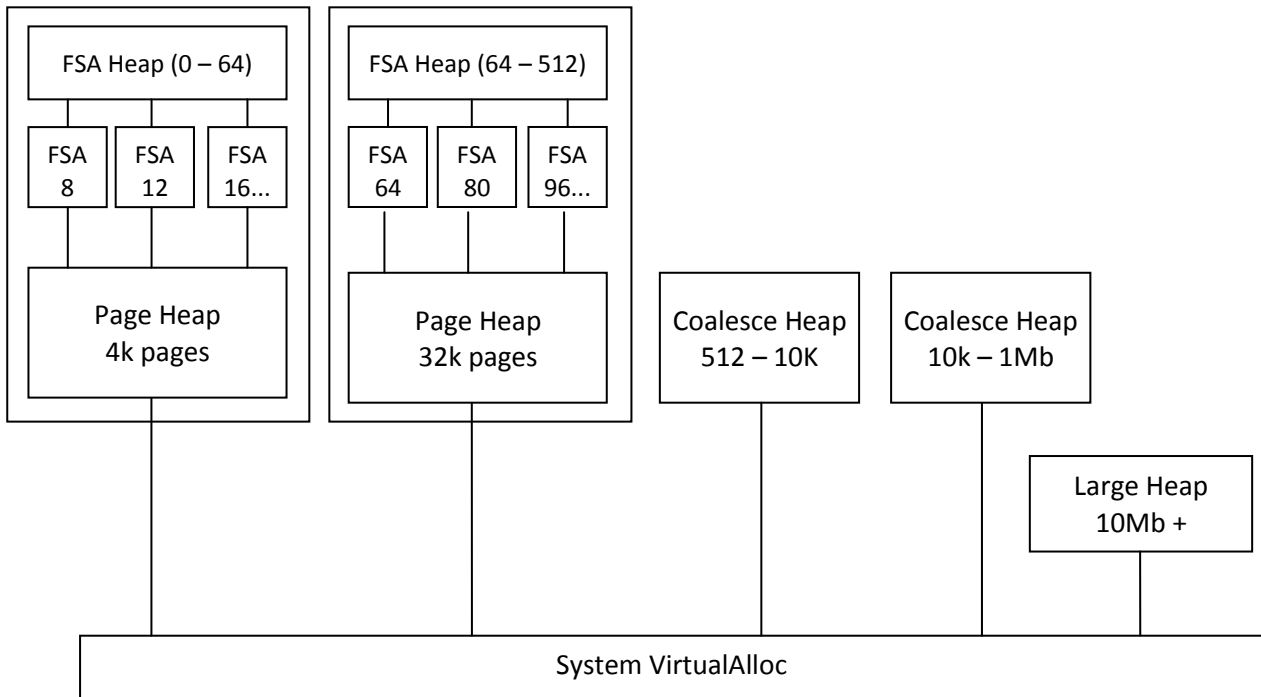 FSA Heap (0 – 64)
FSA
8
FSA
12
FSA
16...
Page Heap
4k pages
FSA Heap (64 – 512)
FSA
64
FSA
80
FSA
96...
Page Heap
32k pages
Coalesce Heap
512 – 10K
Coalesce Heap
10k – 1Mb
Large Heap
10Mb +
System VirtualAlloc